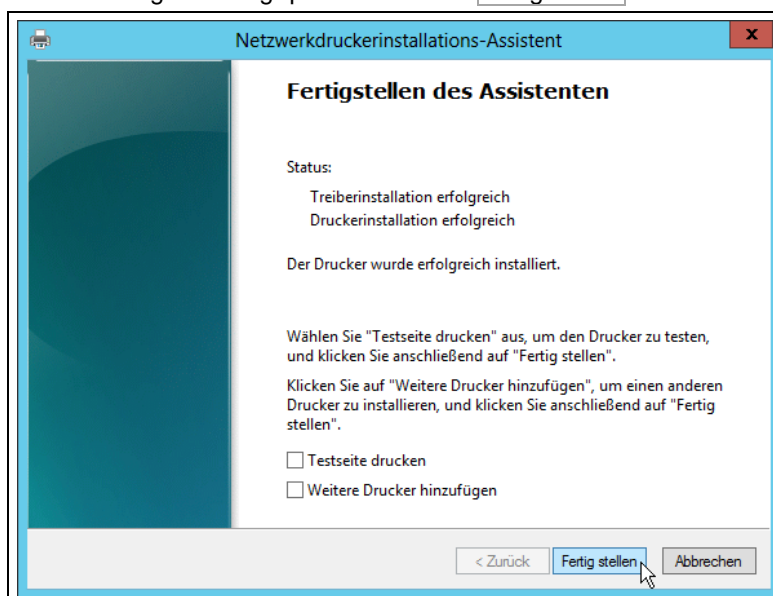 Netzwerkdruckerinstallations-Assistent
x
Fertigstellen des Assistenten
Status:
Treiberinstallation erfolgreich
Druckerinstallation erfolgreich
Der Drucker wurde erfolgreich installiert.
Wählen Sie "Testseite drucken" aus, um den Drucker zu testen,
und klicken Sie anschließend auf "Fertig stellen".
Klicken Sie auf "Weitere Drucker hinzufügen", um einen anderen
Drucker zu installieren, und klicken Sie anschließend auf "Fertig
stellen".
Testseite drucken
Weitere Drucker hinzufügen
< Zurück Fertig stellen Abbrechen